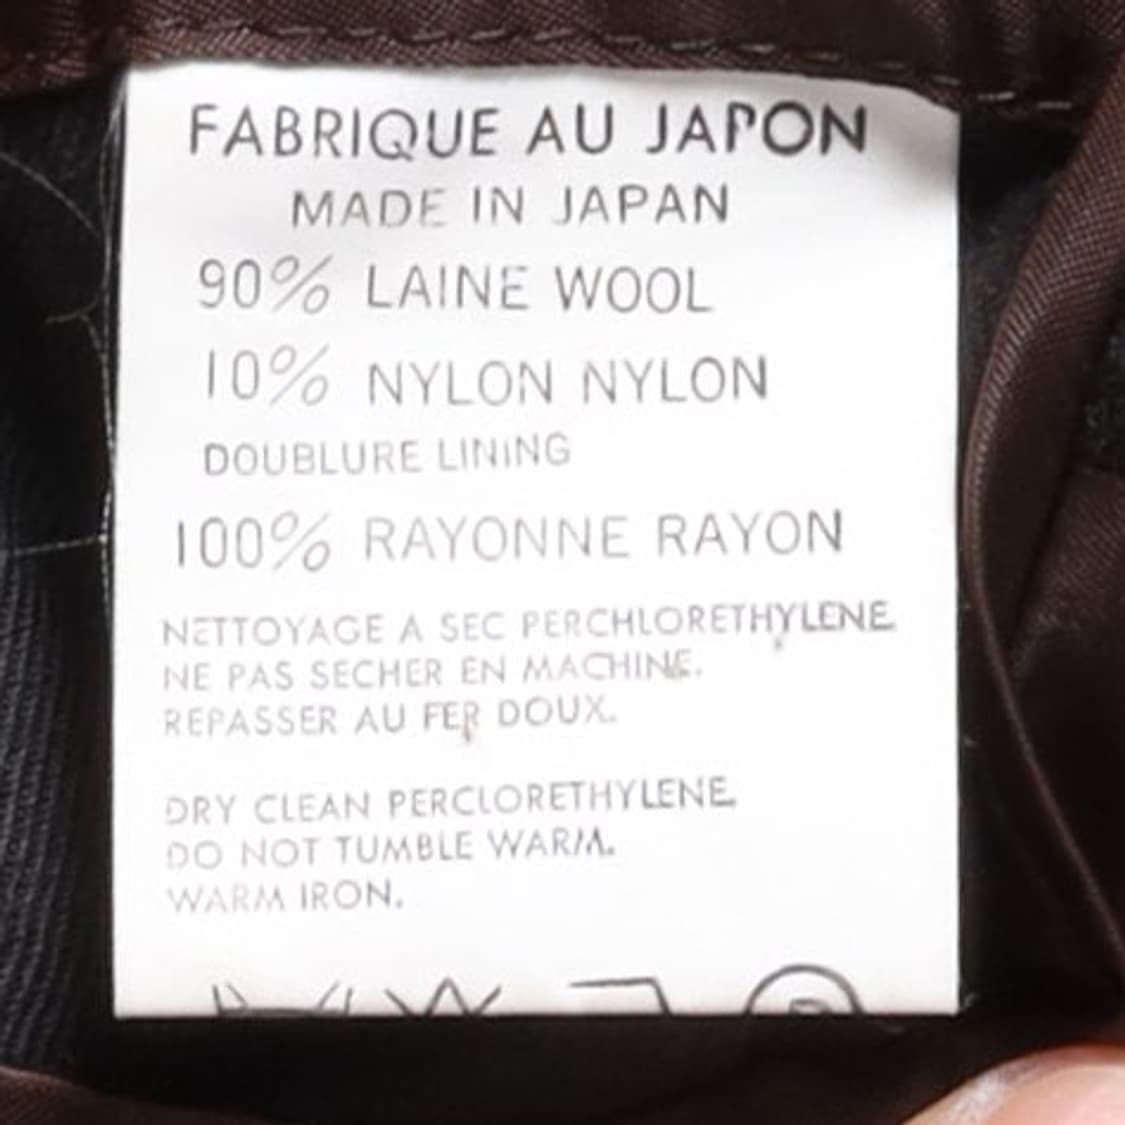 FABRIQUE AU JAPON
MADE IN JAPAN
90% LAINE WOOL
10% NYLON NYLON
DOUBLURE LINING
100% RAYONNE RAYON
NETTOYAGE A SEC PERCHLORETHYLENE
NE PAS SECHER EN MACHINE.
REPASSER AU FER DOUX.
DRY CLEAN PERCLORETHYLENE
DO NOT TUMBLE WARM.
WARM IRON.